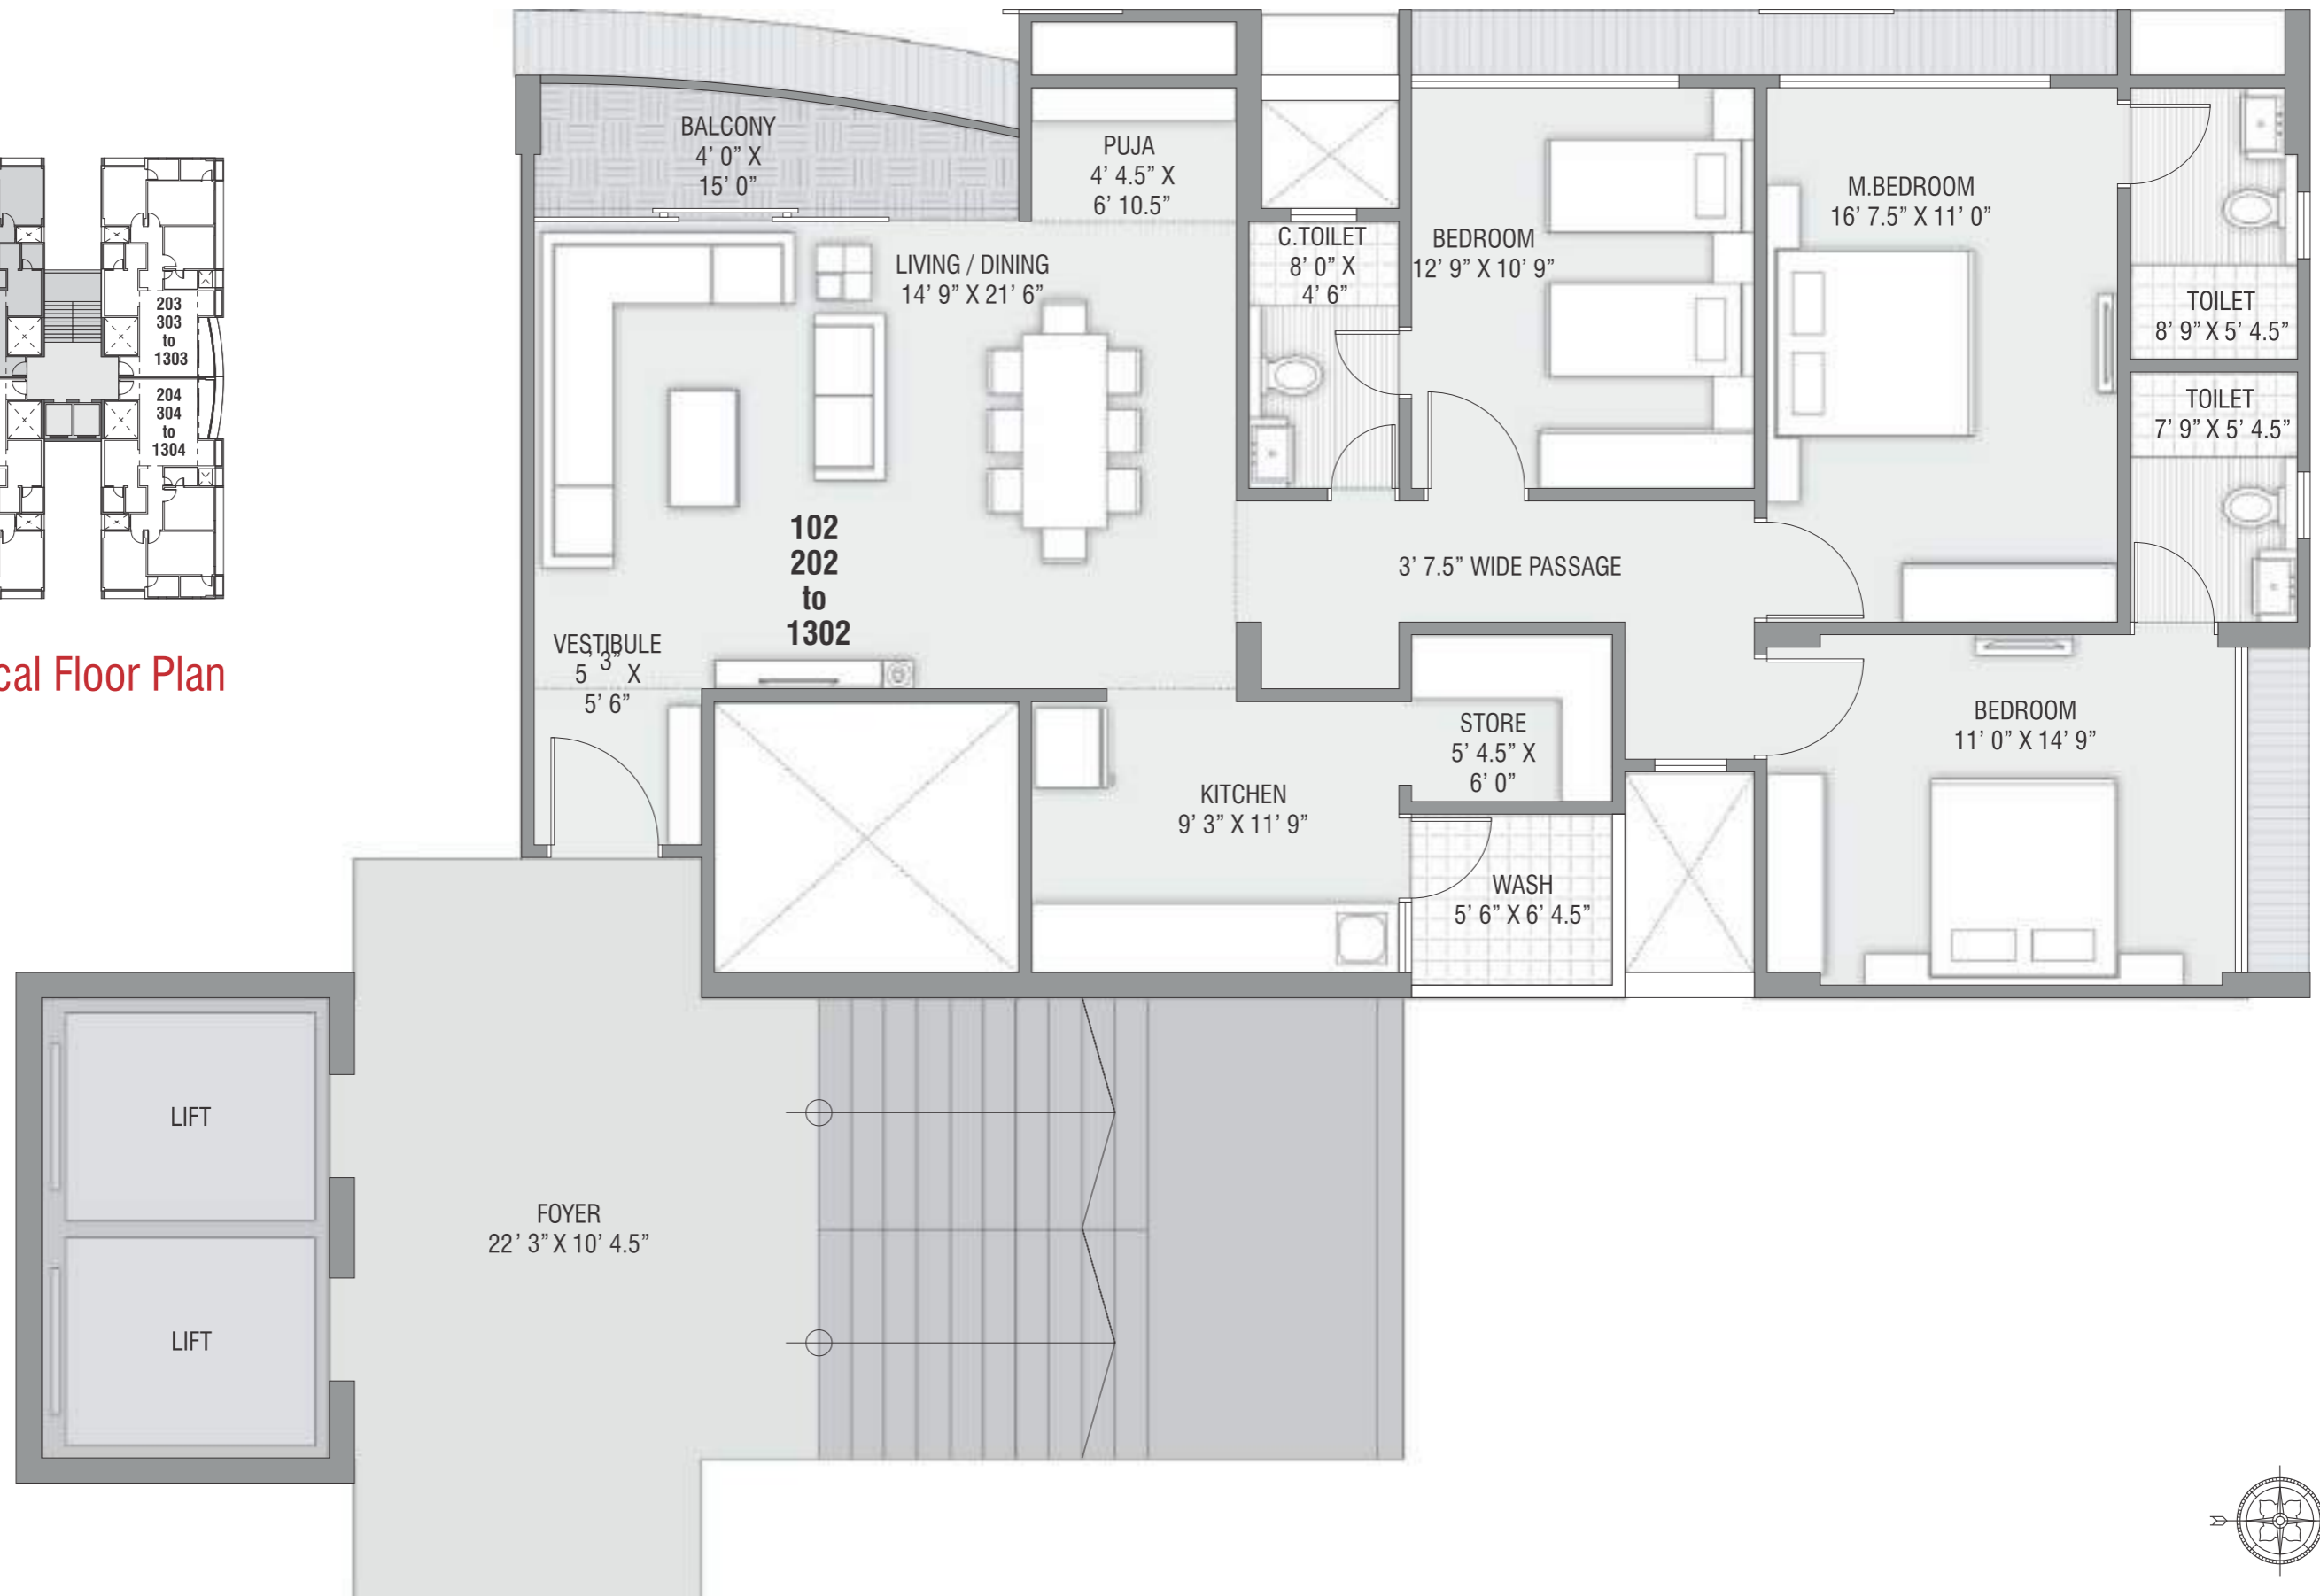 203
303
to
1303
204
304
to
1304
cal Floor Plan
BALCONY
4’ 0” X
15’ 0”
PUJA
4’ 4.5” X
6’ 10.5”
LIVING / DINING
14’ 9” X 21’ 6”
C.TOILET
8’ 0” X
4’ 6”
BEDROOM
12’ 9” X 10’ 9”
M.BEDROOM
16’ 7.5” X 11’ 0”
TOILET
8’ 9” X 5’ 4.5”
TOILET
7’ 9” X 5’ 4.5”
102
202
to
1302
3’ 7.5” WIDE PASSAGE
VESTIBULE
5’ 3” X
5’ 6”
STORE
5’ 4.5” X
6’ 0”
BEDROOM
11’ 0” X 14’ 9”
KITCHEN
9’ 3” X 11’ 9”
WASH
5’ 6” X 6’ 4.5”
LIFT
FOYER
22’ 3” X 10’ 4.5”
LIFT